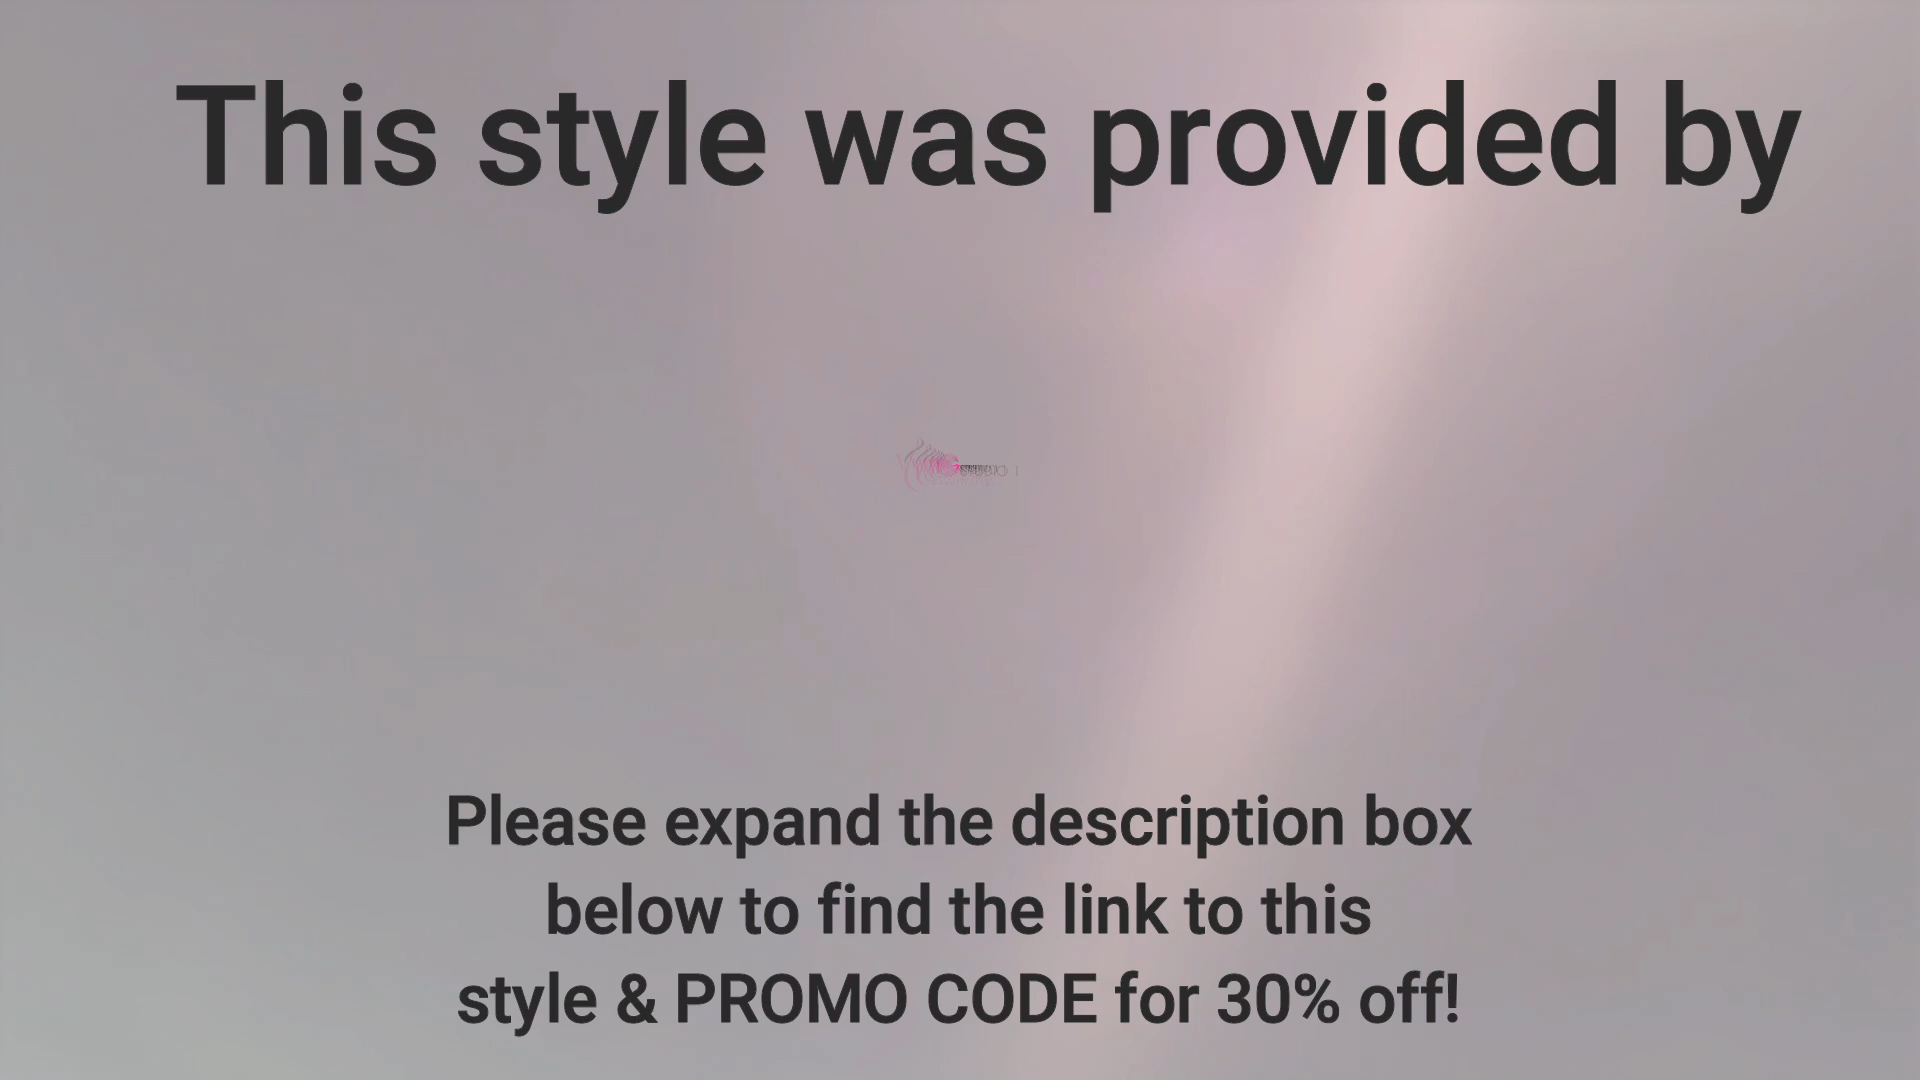 This style was provided by
Please expand the description box
below to find the link to this
style & PROMO CODE for 30% off!